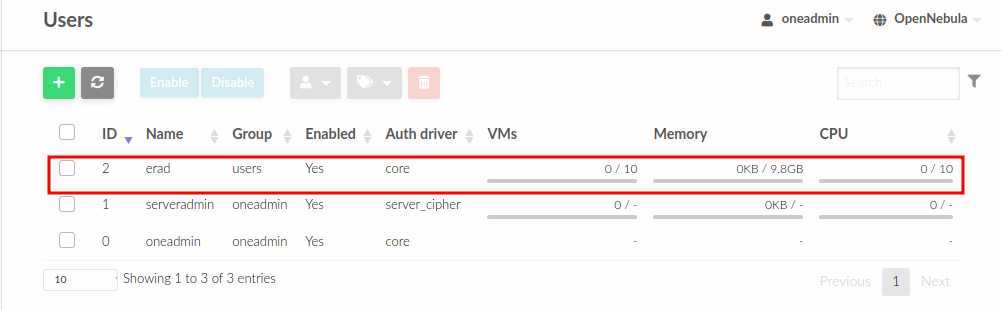 Users oneadmin OpenNebula
+ Enable Disable Search
ID Name Group Enabled Auth driver VMs Memory CPU
2 erad users Yes core 0 / 10 0KB / 9.8GB 0 / 10
1 serveradmin oneadmin Yes server_cipher 0 / - 0KB / - 0 / -
0 oneadmin oneadmin Yes core - - -
10 Showing 1 to 3 of 3 entries Previous 1 Next